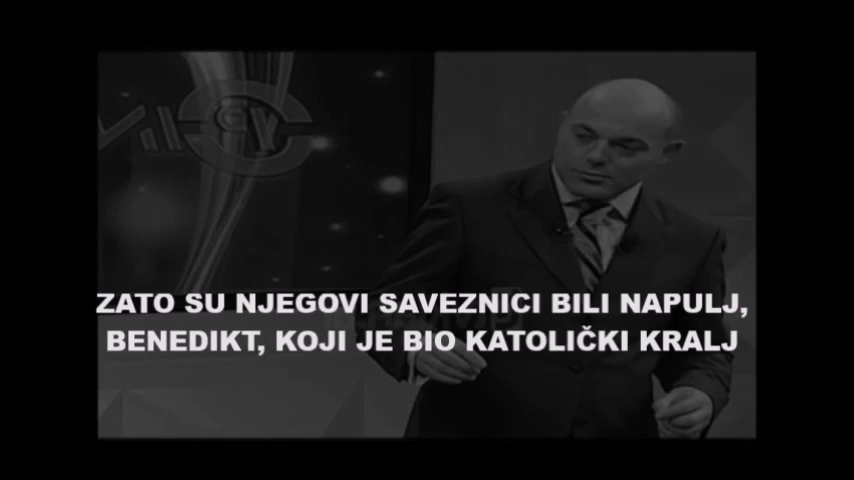 ZATO SU NJEGOVI SAVEZNICI BILI NAPULJ,
BENEDIKT, KOJI JE BIO KATOLIČKI KRALJ